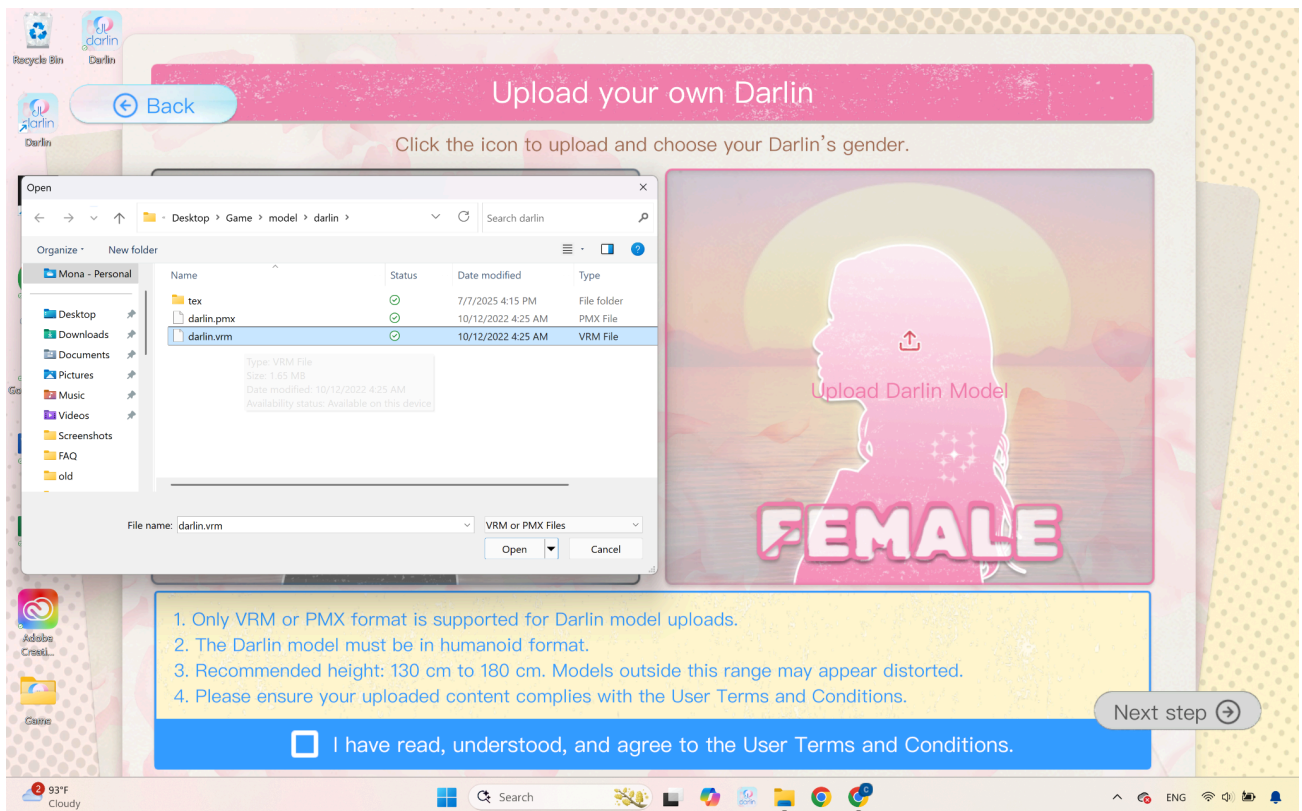 Recycle Bin
darlin
Darlin
darlin
Darlin
Back
Upload your own Darlin
Click the icon to upload and choose your Darlin's gender.
Open
Desktop > Game > model > darlin >
Search darlin
Organize
New folder
Mona - Personal
Desktop
Downloads
Documents
Pictures
Music
Videos
Screenshots
FAQ
old
Name Status Date modified Type
tex 7/7/2025 4:15 PM File folder
darlin.pmx 10/12/2022 4:25 AM PMX File
darlin.vrm 10/12/2022 4:25 AM VRM File
Type: VRM File
Size: 1.65 MB
Date modified: 10/12/2022 4:25 AM
Availability status: Available on this device
File name: darlin.vrm
VRM or PMX Files
Open
Cancel
Upload Darlin Model
FEMALE
Adobe
Creati...
Game
1. Only VRM or PMX format is supported for Darlin model uploads.
2. The Darlin model must be in humanoid format.
3. Recommended height: 130 cm to 180 cm. Models outside this range may appear distorted.
4. Please ensure your uploaded content complies with the User Terms and Conditions.
Next step
I have read, understood, and agree to the User Terms and Conditions.
2
93°F
Cloudy
Search
darlin
C
ENG